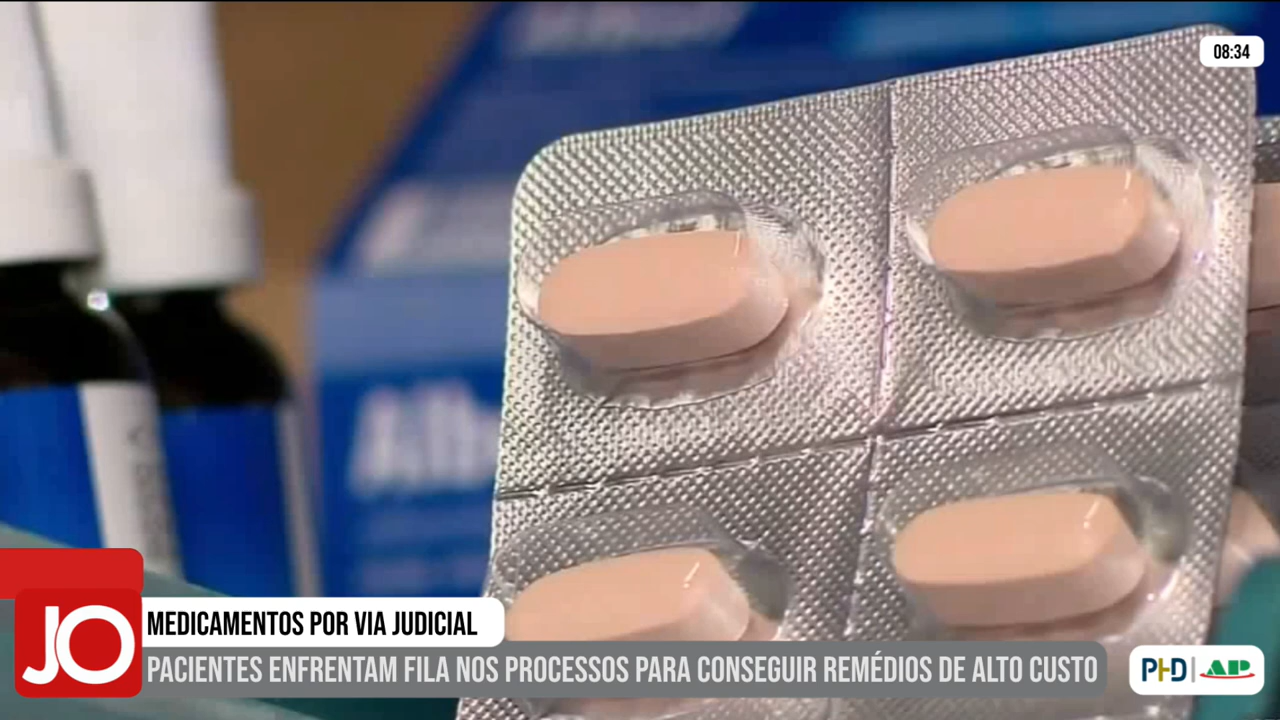 08:34
JO
MEDICAMENTOS POR VIA JUDICIAL
PACIENTES ENFRENTAM FILA NOS PROCESSOS PARA CONSEGUIR REMÉDIOS DE ALTO CUSTO
PHD | AP